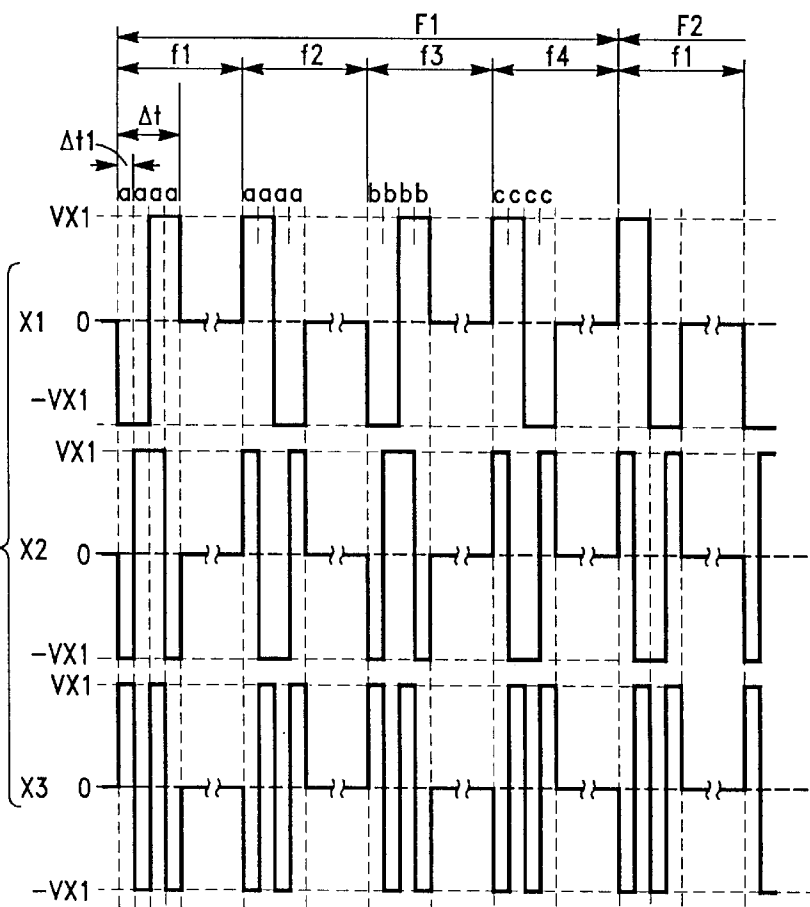 F1 F2
f1 f2 f3 f4 f1
Δt
Δt1
aaaa aaaa bbbb cccc
VX1
X1 0
-VX1
VX1
X2 0
-VX1
VX1
X3 0
-VX1